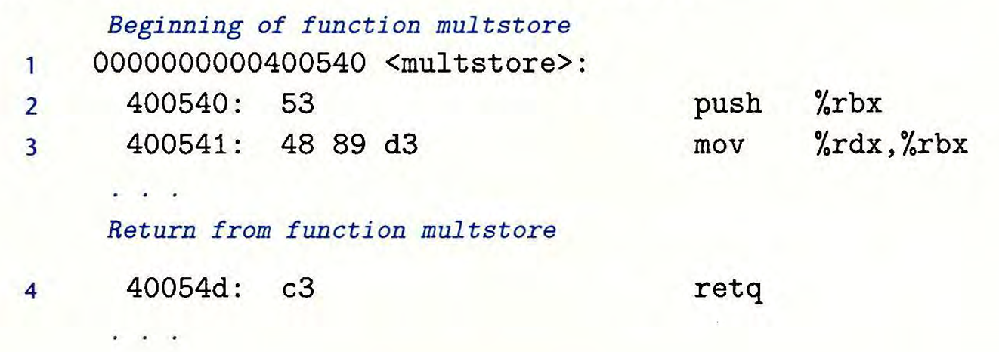 Beginning of function multstore
1 0000000000400540 <multstore>:
2 400540: 53 push %rbx
3 400541: 48 89 d3 mov %rdx,%rbx
. . .
Return from function multstore
4 40054d: c3 retq
. . .